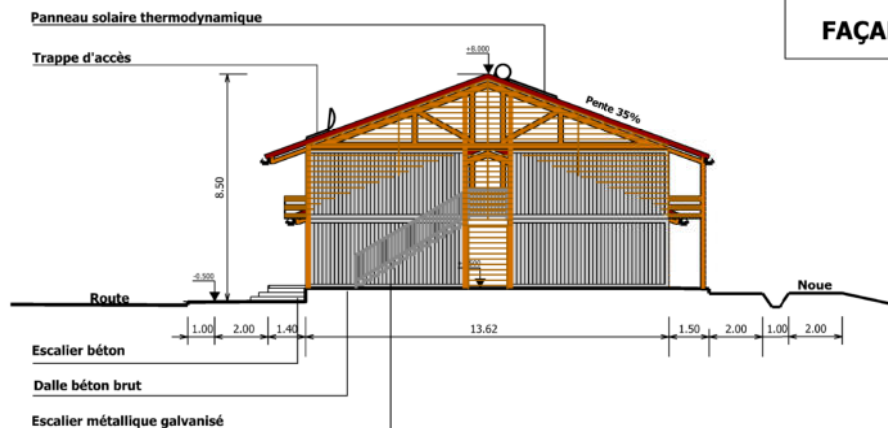 Panneau solaire thermodynamique
Trappe d'accès
+8.000
Pente 35%
8.50
-0.500
Route
Noue
1.00 2.00 1.40 13.62 1.50 2.00 1.00 2.00
Escalier béton
Dalle béton brut
Escalier métallique galvanisé